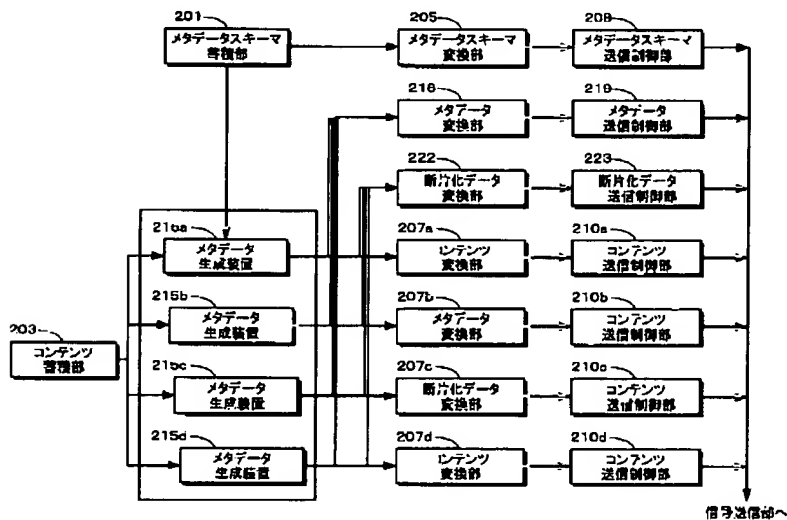 201
メタデータスキーマ
蓄積部
205
メタデータスキーマ
変換部
208
メタデータスキーマ
送信制御部
218
メタデータ
変換部
219
メタデータ
送信制御部
222
断片化データ
変換部
223
断片化データ
送信制御部
215a
メタデータ
生成装置
207a
コンテンツ
変換部
210a
コンテンツ
送信制御部
215b
メタデータ
生成装置
207b
メタデータ
変換部
210b
コンテンツ
送信制御部
203
コンテンツ
蓄積部
215c
メタデータ
生成装置
207c
断片化データ
変換部
210c
コンテンツ
送信制御部
215d
メタデータ
生成装置
207d
コンテンツ
変換部
210d
コンテンツ
送信制御部
信号送信部へ